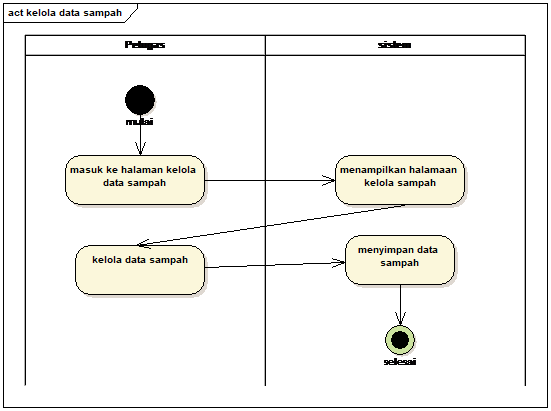 act kelola data sampah
Petugas
sistem
mulai
masuk ke halaman kelola
data sampah
menampilkan halamaan
kelola sampah
kelola data sampah
menyimpan data
sampah
selesai